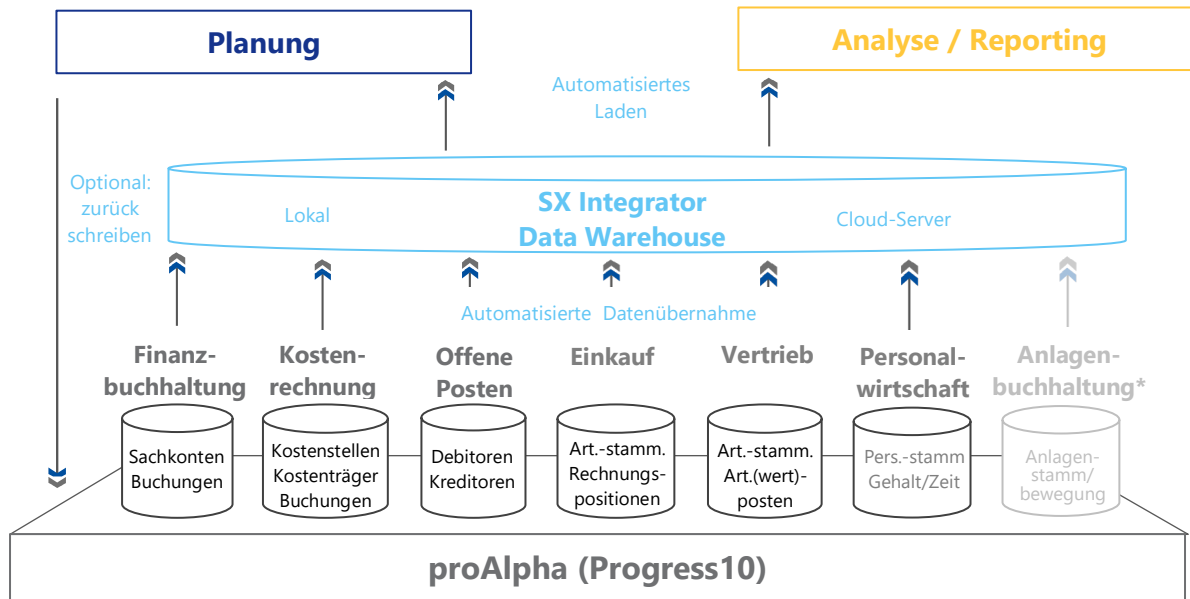 Planung
Analyse / Reporting
Automatisiertes
Laden
Optional:
zurück
schreiben
Lokal
SX Integrator
Data Warehouse
Cloud-Server
Automatisierte Datenübernahme
Finanz-
buchhaltung
Kosten-
rechnung
Offene
Posten
Einkauf
Vertrieb
Personal-
wirtschaft
Anlagen-
buchhaltung*
Sachkonten
Buchungen
Kostenstellen
Kostenträger
Buchungen
Debitoren
Kreditoren
Art.-stamm.
Rechnungs-
positionen
Art.-stamm.
Art.(wert)-
posten
Pers.-stamm
Gehalt/Zeit
Anlagen-
stamm/
bewegung
proAlpha (Progress10)